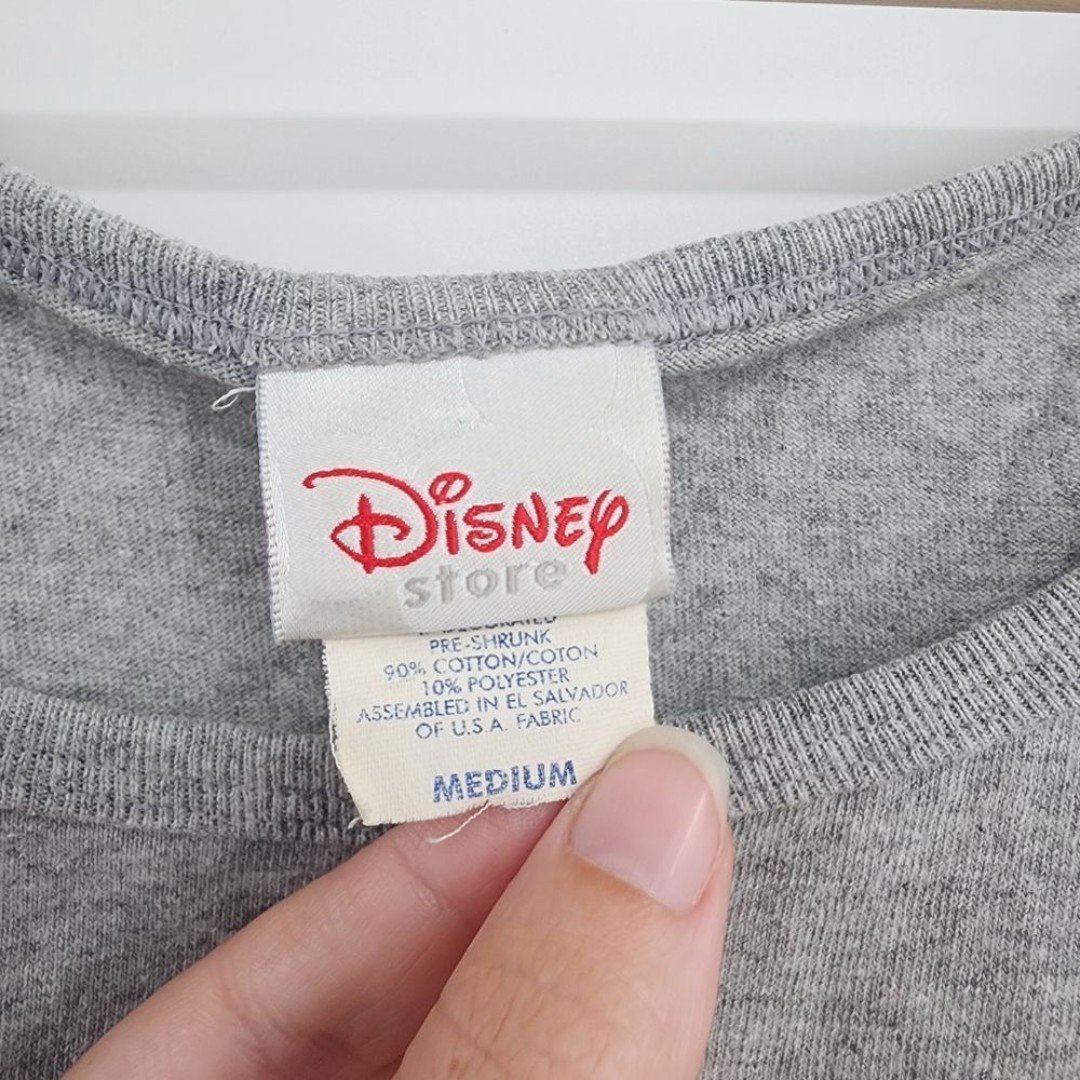 Disney
store
PRE-SHRUNK
90% COTTON/COTON
10% POLYESTER
ASSEMBLED IN EL SALVADOR
OF U.S.A. FABRIC
MEDIUM